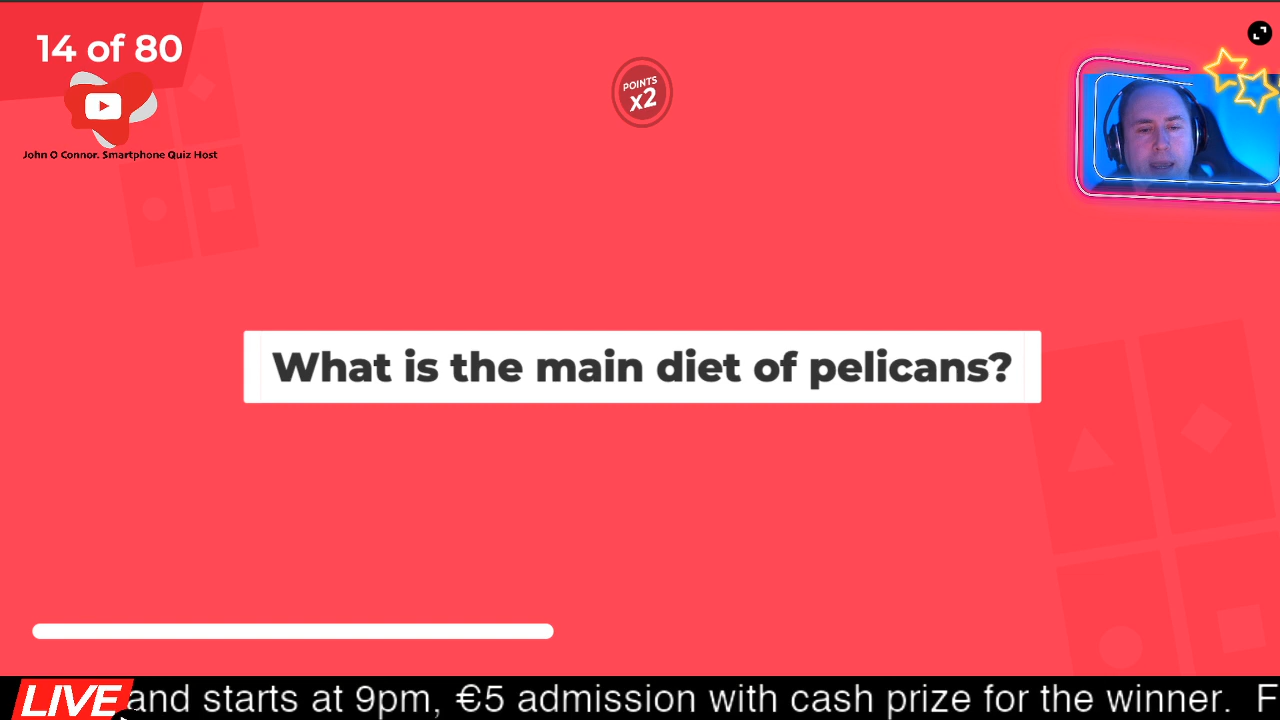 14 of 80
POINTS
x2
John O Connor. Smartphone Quiz Host
What is the main diet of pelicans?
LIVE and starts at 9pm, €5 admission with cash prize for the winner. F